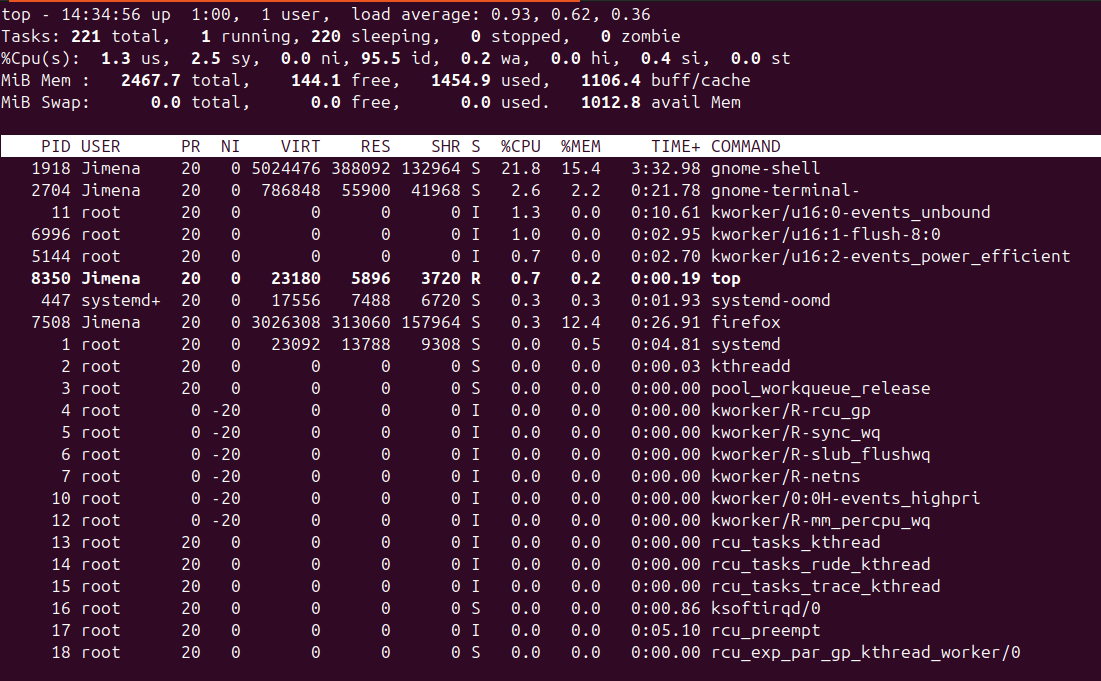 top - 14:34:56 up  1:00,  1 user,  load average: 0.93, 0.62, 0.36
Tasks: 221 total,   1 running, 220 sleeping,   0 stopped,   0 zombie
%Cpu(s):  1.3 us,  2.5 sy,  0.0 ni, 95.5 id,  0.2 wa,  0.0 hi,  0.4 si,  0.0 st
MiB Mem :   2467.7 total,    144.1 free,   1454.9 used,   1106.4 buff/cache
MiB Swap:      0.0 total,      0.0 free,      0.0 used.   1012.8 avail Mem
    PID USER      PR  NI    VIRT    RES    SHR S  %CPU  %MEM     TIME+ COMMAND
   1918 Jimena    20   0 5024476 388092 132964 S  21.8  15.4   3:32.98 gnome-shell
   2704 Jimena    20   0  786848  55900  41968 S   2.6   2.2   0:21.78 gnome-terminal-
     11 root      20   0       0      0      0 I   1.3   0.0   0:10.61 kworker/u16:0-events_unbound
   6996 root      20   0       0      0      0 I   1.0   0.0   0:02.95 kworker/u16:1-flush-8:0
   5144 root      20   0       0      0      0 I   0.7   0.0   0:02.70 kworker/u16:2-events_power_efficient
   8350 Jimena    20   0   23180   5896   3720 R   0.7   0.2   0:00.19 top
    447 systemd+  20   0   17556   7488   6720 S   0.3   0.3   0:01.93 systemd-oomd
   7508 Jimena    20   0 3026308 313060 157964 S   0.3  12.4   0:26.91 firefox
      1 root      20   0   23092  13788   9308 S   0.0   0.5   0:04.81 systemd
      2 root      20   0       0      0      0 S   0.0   0.0   0:00.03 kthreadd
      3 root      20   0       0      0      0 S   0.0   0.0   0:00.00 pool_workqueue_release
      4 root       0 -20       0      0      0 I   0.0   0.0   0:00.00 kworker/R-rcu_gp
      5 root       0 -20       0      0      0 I   0.0   0.0   0:00.00 kworker/R-sync_wq
      6 root       0 -20       0      0      0 I   0.0   0.0   0:00.00 kworker/R-slub_flushwq
      7 root       0 -20       0      0      0 I   0.0   0.0   0:00.00 kworker/R-netns
     10 root       0 -20       0      0      0 I   0.0   0.0   0:00.00 kworker/0:0H-events_highpri
     12 root       0 -20       0      0      0 I   0.0   0.0   0:00.00 kworker/R-mm_percpu_wq
     13 root      20   0       0      0      0 I   0.0   0.0   0:00.00 rcu_tasks_kthread
     14 root      20   0       0      0      0 I   0.0   0.0   0:00.00 rcu_tasks_rude_kthread
     15 root      20   0       0      0      0 I   0.0   0.0   0:00.00 rcu_tasks_trace_kthread
     16 root      20   0       0      0      0 S   0.0   0.0   0:00.86 ksoftirqd/0
     17 root      20   0       0      0      0 I   0.0   0.0   0:05.10 rcu_preempt
     18 root      20   0       0      0      0 S   0.0   0.0   0:00.00 rcu_exp_par_gp_kthread_worker/0